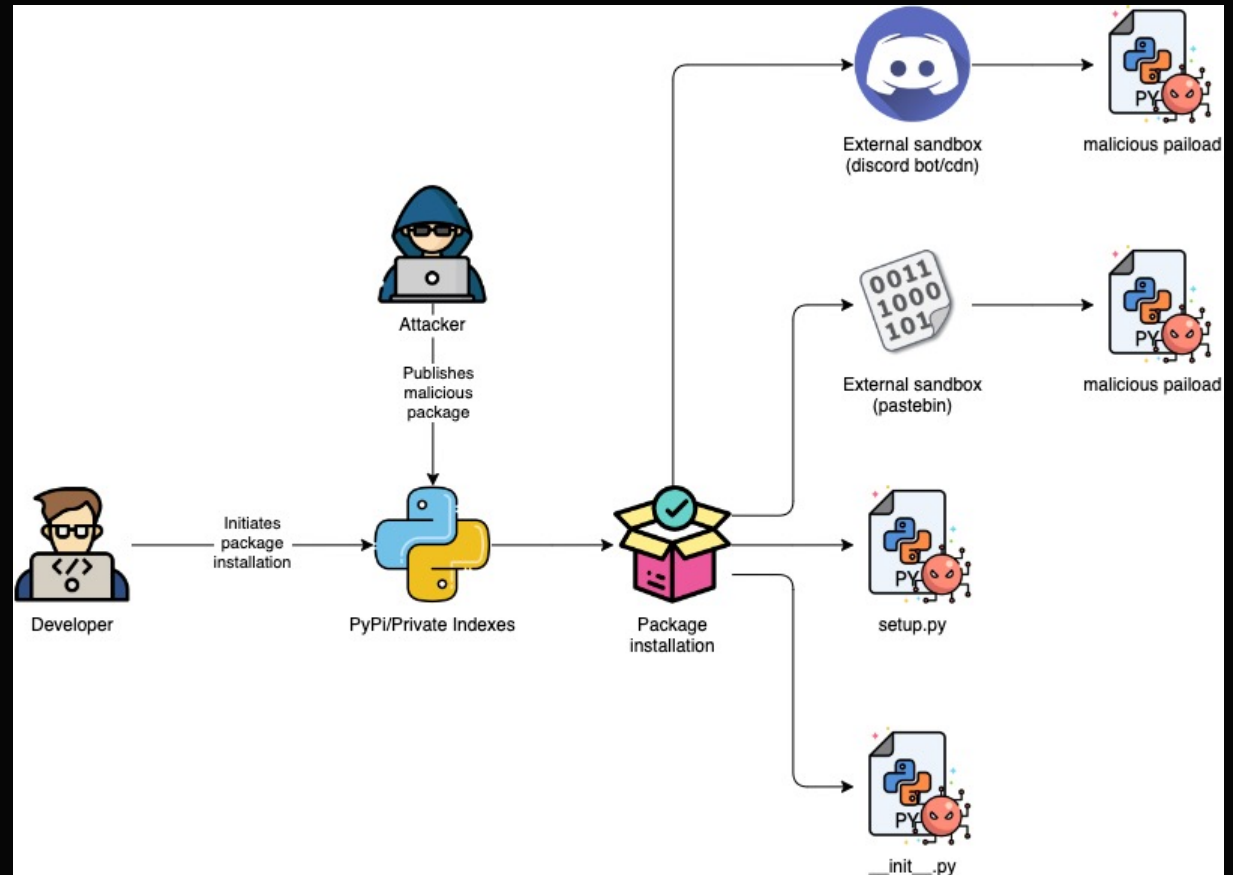 External sandbox
(discord bot/cdn)
malicious paiload
PY
Attacker
Publishes
malicious
package
0011
1000
101
External sandbox
(pastebin)
malicious paiload
PY
Developer
</>
Initiates
package
installation
PyPi/Private Indexes
Package
installation
PY
setup.py
PY
__init__.py